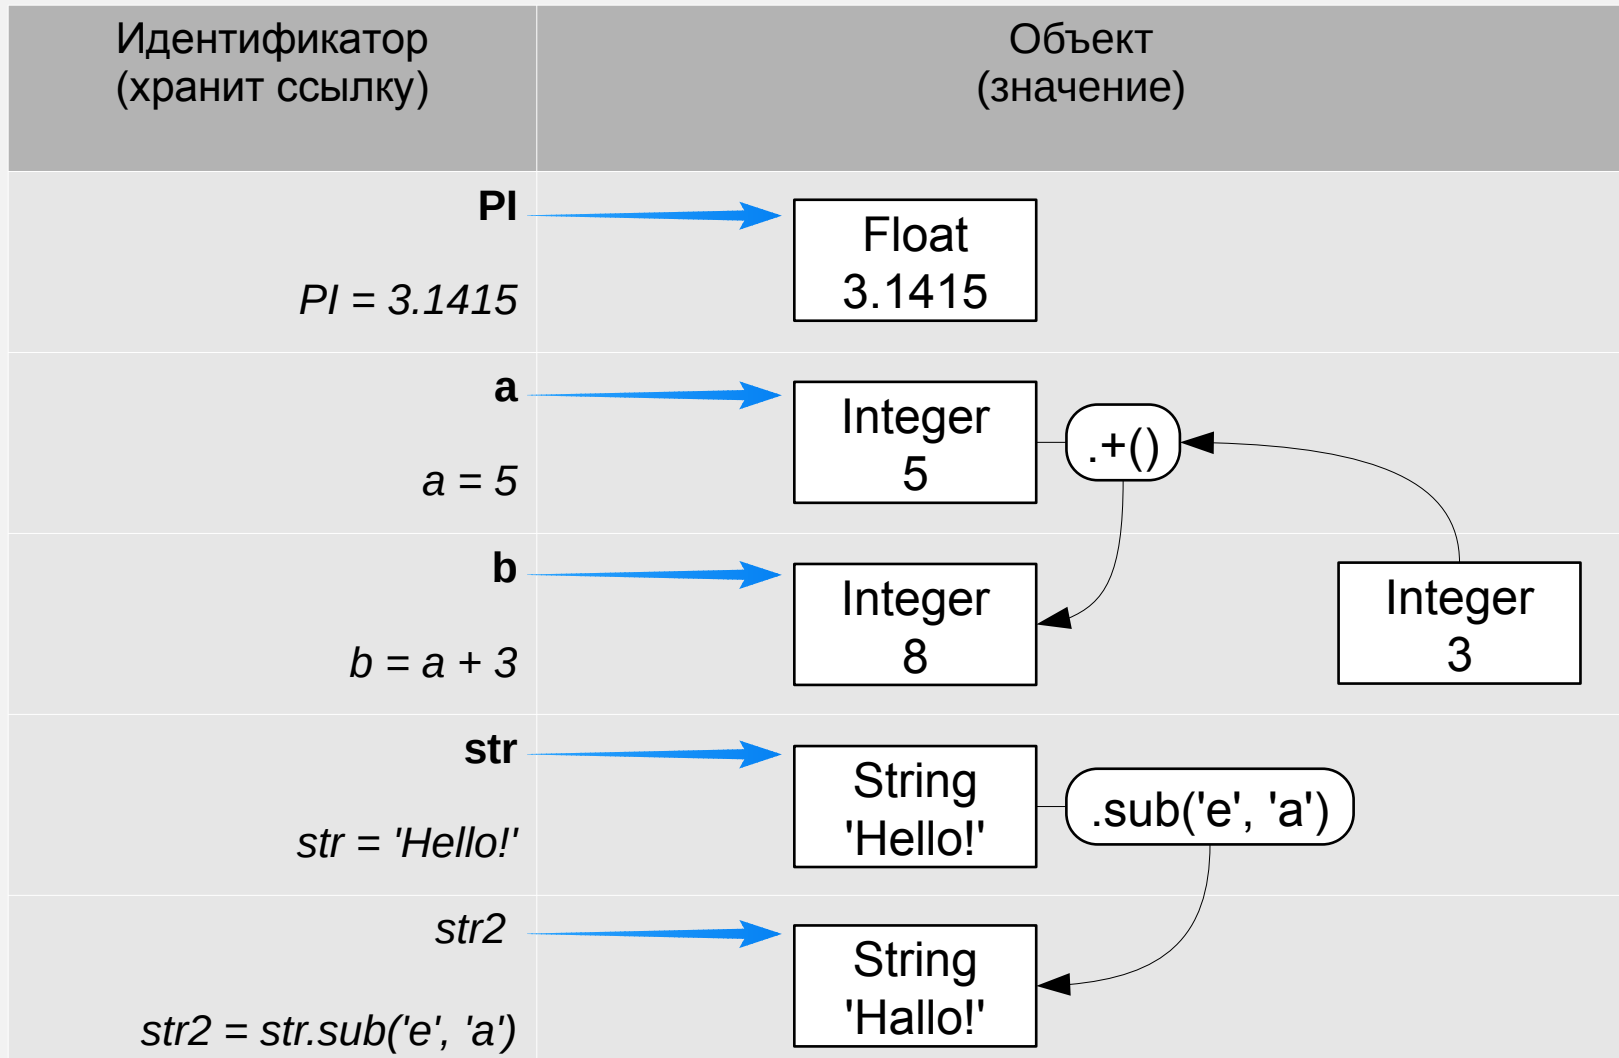 Идентификатор
(хранит ссылку)
Объект
(значение)
PI
PI = 3.1415
Float
3.1415
a
a = 5
Integer
5
.+()
b
b = a + 3
Integer
8
Integer
3
str
str = 'Hello!'
String
'Hello!'
.sub('e', 'a')
str2
str2 = str.sub('e', 'a')
String
'Hallo!'